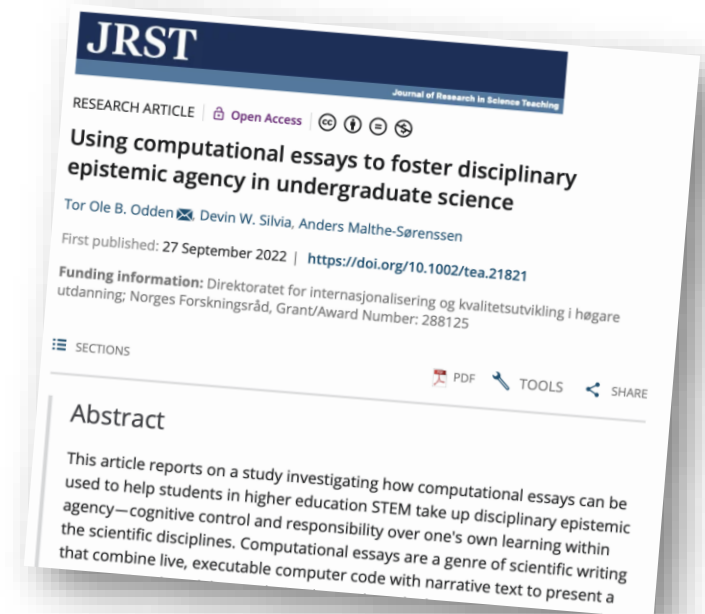 JRST
Journal of Research in Science Teaching
RESEARCH ARTICLE
Open Access
Using computational essays to foster disciplinary
epistemic agency in undergraduate science
Tor Ole B. Odden, Devin W. Silvia, Anders Malthe-Sørenssen
First published: 27 September 2022 | https://doi.org/10.1002/tea.21821
Funding information: Direktoratet for internasjonalisering og kvalitetsutvikling i høgare
utdanning; Norges Forskningsråd, Grant/Award Number: 288125
SECTIONS
PDF
TOOLS
SHARE
Abstract
This article reports on a study investigating how computational essays can be
used to help students in higher education STEM take up disciplinary epistemic
agency—cognitive control and responsibility over one's own learning within
the scientific disciplines. Computational essays are a genre of scientific writing
that combine live, executable computer code with narrative text to present a